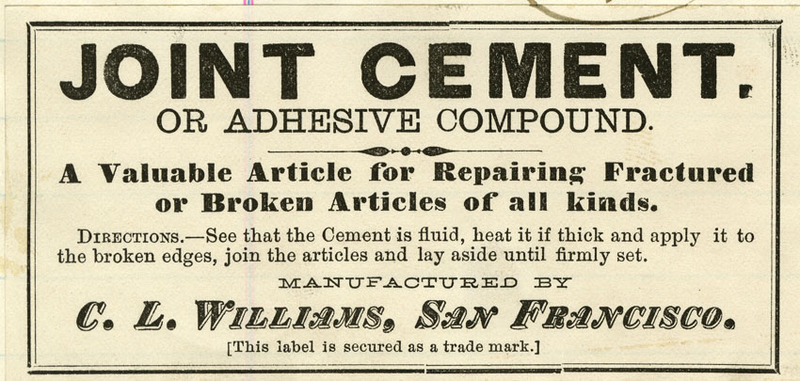 JOINT CEMENT.
OR ADHESIVE COMPOUND.
A Valuable Article for Repairing Fractured
or Broken Articles of all kinds.
DIRECTIONS.—See that the Cement is fluid, heat it if thick and apply it to
the broken edges, join the articles and lay aside until firmly set.
MANUFACTURED BY
C. L. WILLIAMS, SAN FRANCISCO.
[This label is secured as a trade mark.]